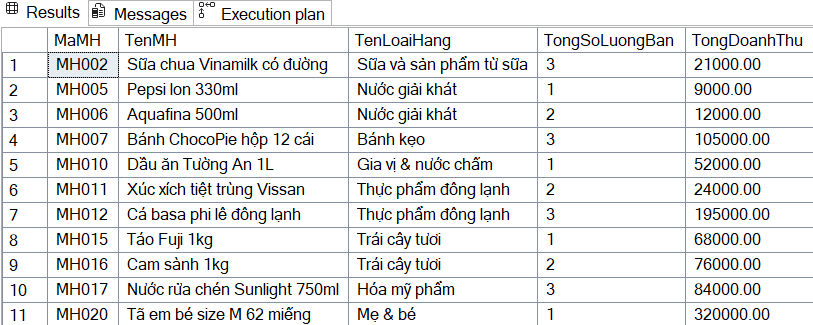 Results Messages Execution plan
MaMH TenMH TenLoaiHang TongSoLuongBan TongDoanhThu
1 MH002 Sữa chua Vinamilk có đường Sữa và sản phẩm từ sữa 3 21000.00
2 MH005 Pepsi lon 330ml Nước giải khát 1 9000.00
3 MH006 Aquafina 500ml Nước giải khát 2 12000.00
4 MH007 Bánh ChocoPie hộp 12 cái Bánh kẹo 3 105000.00
5 MH010 Dầu ăn Tường An 1L Gia vị & nước chấm 1 52000.00
6 MH011 Xúc xích tiệt trùng Vissan Thực phẩm đông lạnh 2 24000.00
7 MH012 Cá basa phi lê đông lạnh Thực phẩm đông lạnh 3 195000.00
8 MH015 Táo Fuji 1kg Trái cây tươi 1 68000.00
9 MH016 Cam sành 1kg Trái cây tươi 2 76000.00
10 MH017 Nước rửa chén Sunlight 750ml Hóa mỹ phẩm 3 84000.00
11 MH020 Tã em bé size M 62 miếng Mẹ & bé 1 320000.00